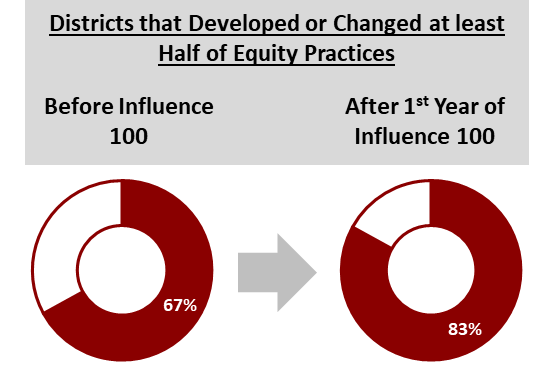 Districts that Developed or Changed at least
Half of Equity Practices
Before Influence
100
After 1st Year of
Influence 100
67%
83%